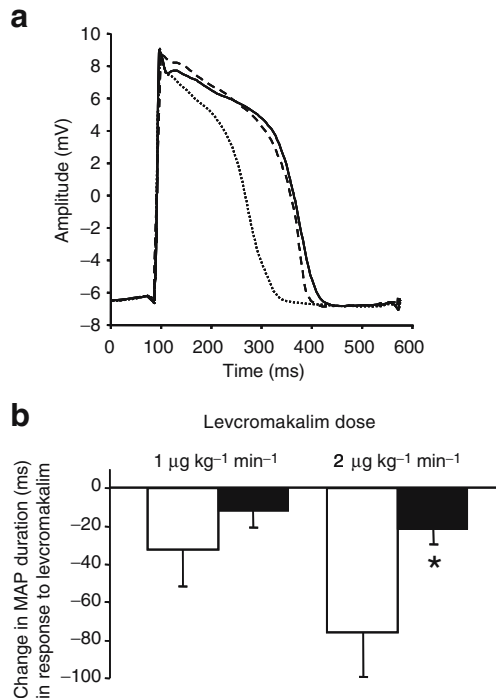 a
10
8
6
4
2
0
−2
−4
−6
−8
Amplitude (mV)
0 100 200 300 400 500 600
Time (ms)
b
Levcromakalim dose
1 µg kg⁻¹ min⁻¹ 2 µg kg⁻¹ min⁻¹
0
−20
−40
−60
−80
−100
Change in MAP duration (ms)
in response to levcromakalim
*